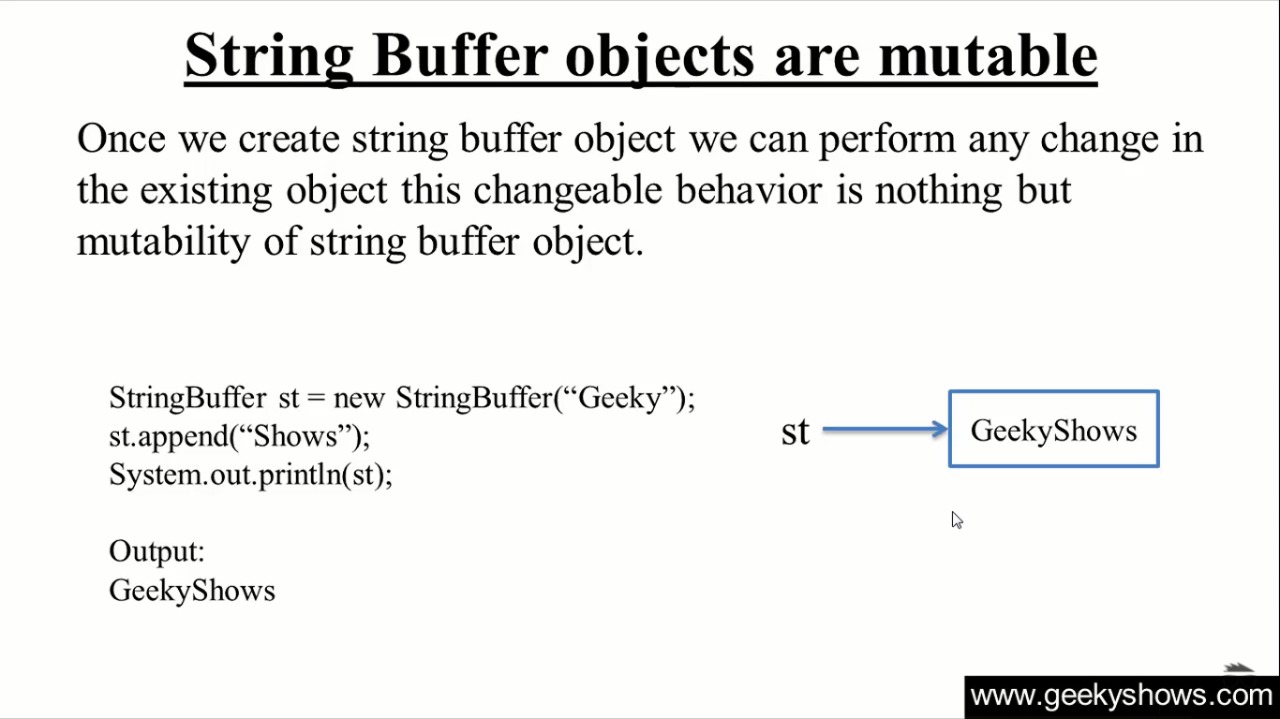 String Buffer objects are mutable
Once we create string buffer object we can perform any change in
the existing object this changeable behavior is nothing but
mutability of string buffer object.
StringBuffer st = new StringBuffer(“Geeky”);
st.append(“Shows”);
System.out.println(st);
st
GeekyShows
Output:
GeekyShows
www.geekyshows.com